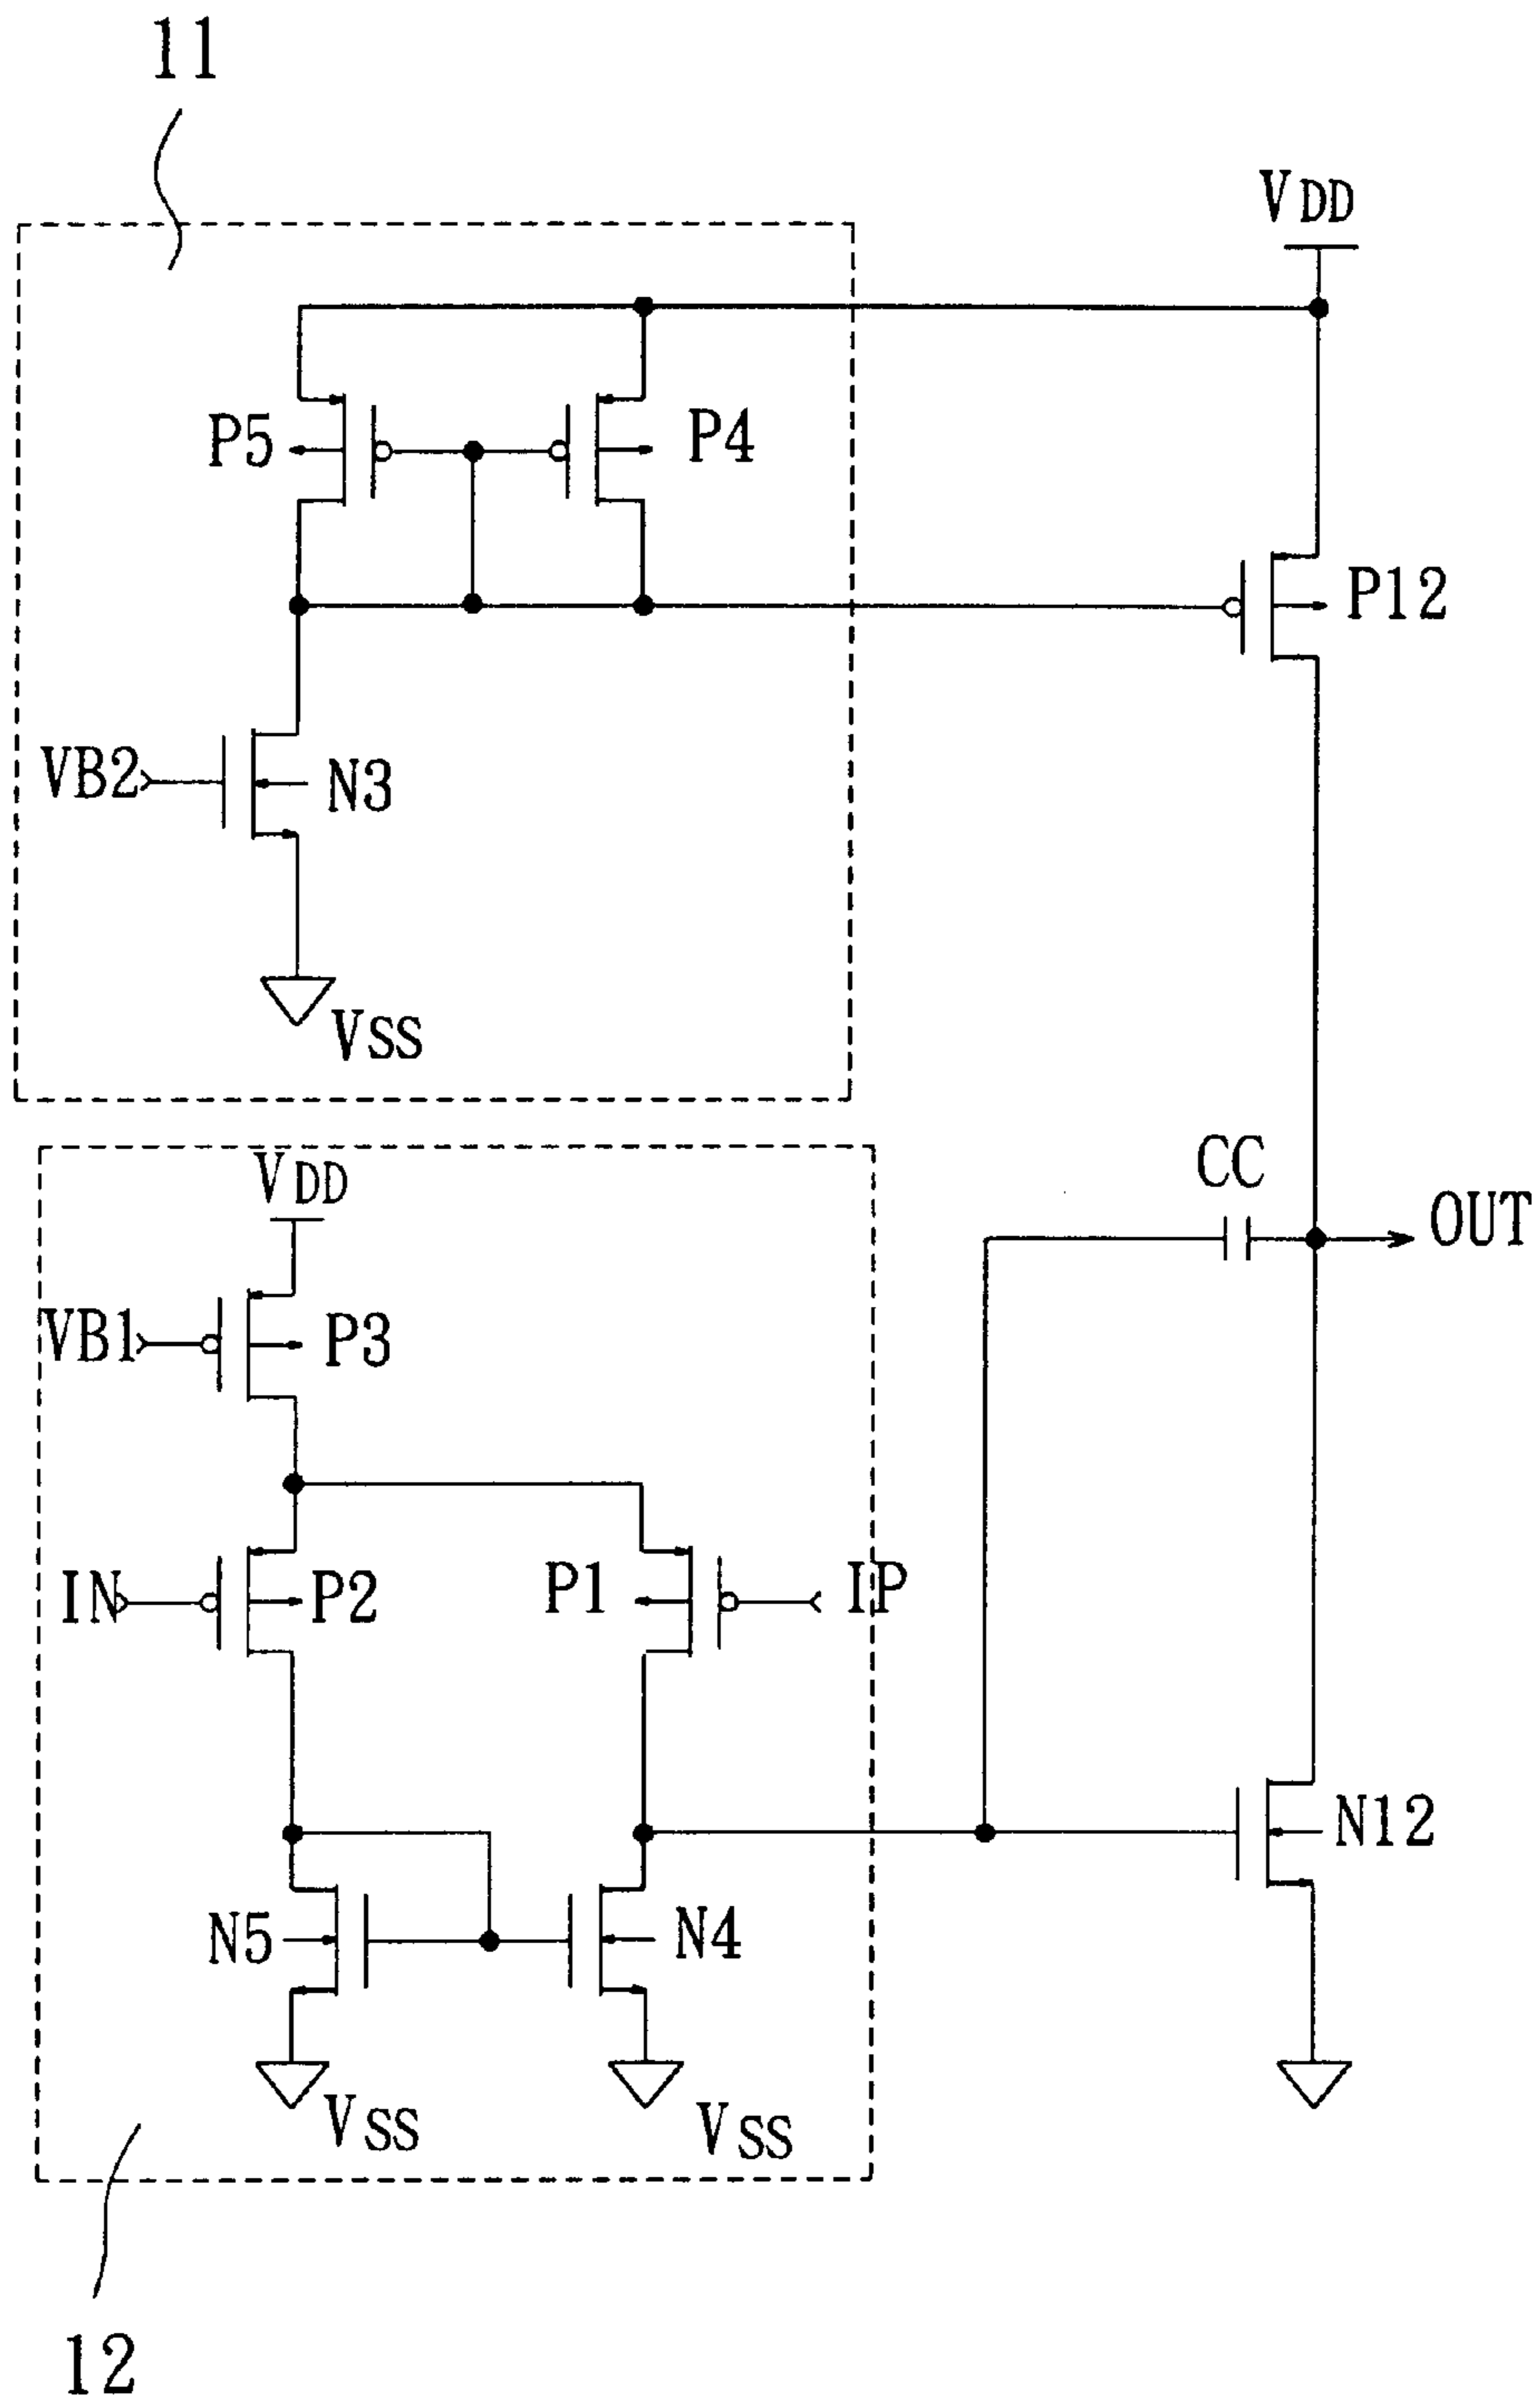 11
VDD
P5
P4
P12
VB2
N3
VSS
VDD
CC
OUT
VB1
P3
IN
P2
P1
IP
N12
N5
N4
VSS
VSS
12